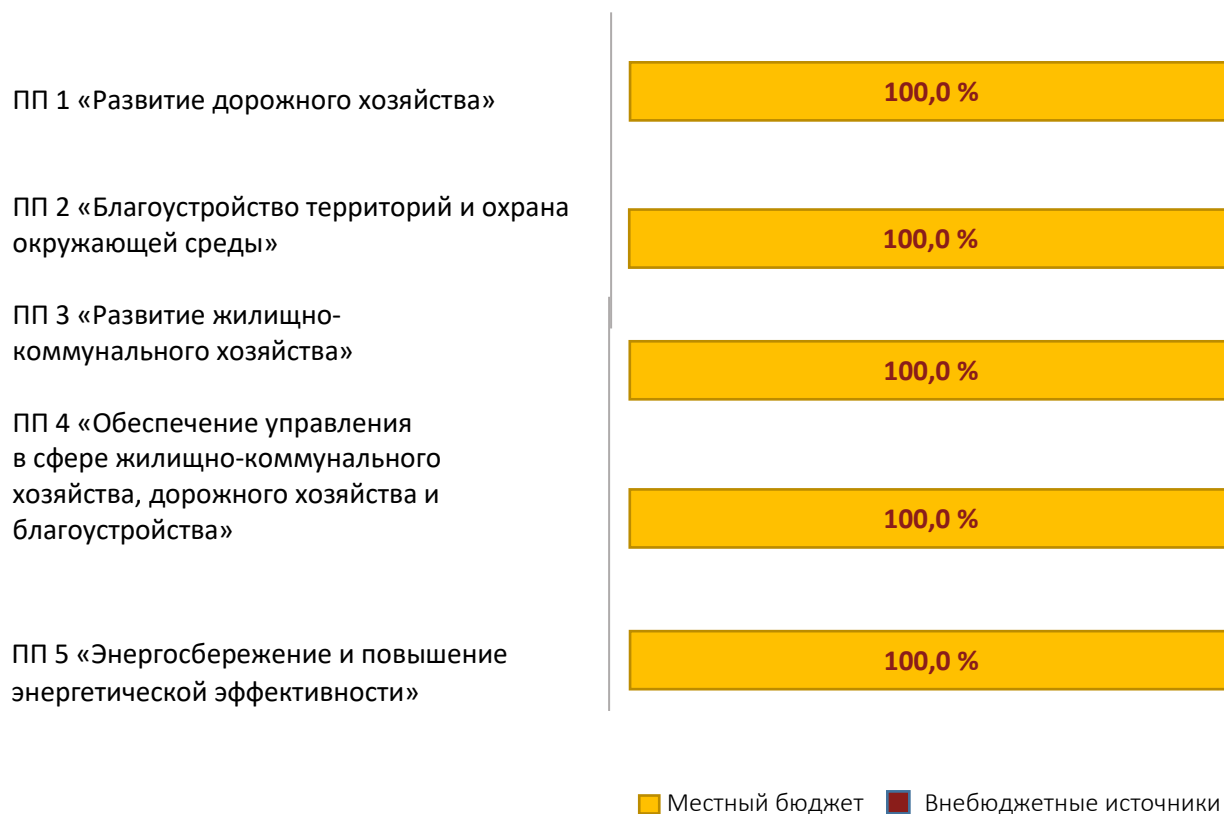 ПП 1 «Развитие дорожного хозяйства»
100,0 %
ПП 2 «Благоустройство территорий и охрана
окружающей среды»
100,0 %
ПП 3 «Развитие жилищно-
коммунального хозяйства»
100,0 %
ПП 4 «Обеспечение управления
в сфере жилищно-коммунального
хозяйства, дорожного хозяйства и
благоустройства»
100,0 %
ПП 5 «Энергосбережение и повышение
энергетической эффективности»
100,0 %
Местный бюджет Внебюджетные источники